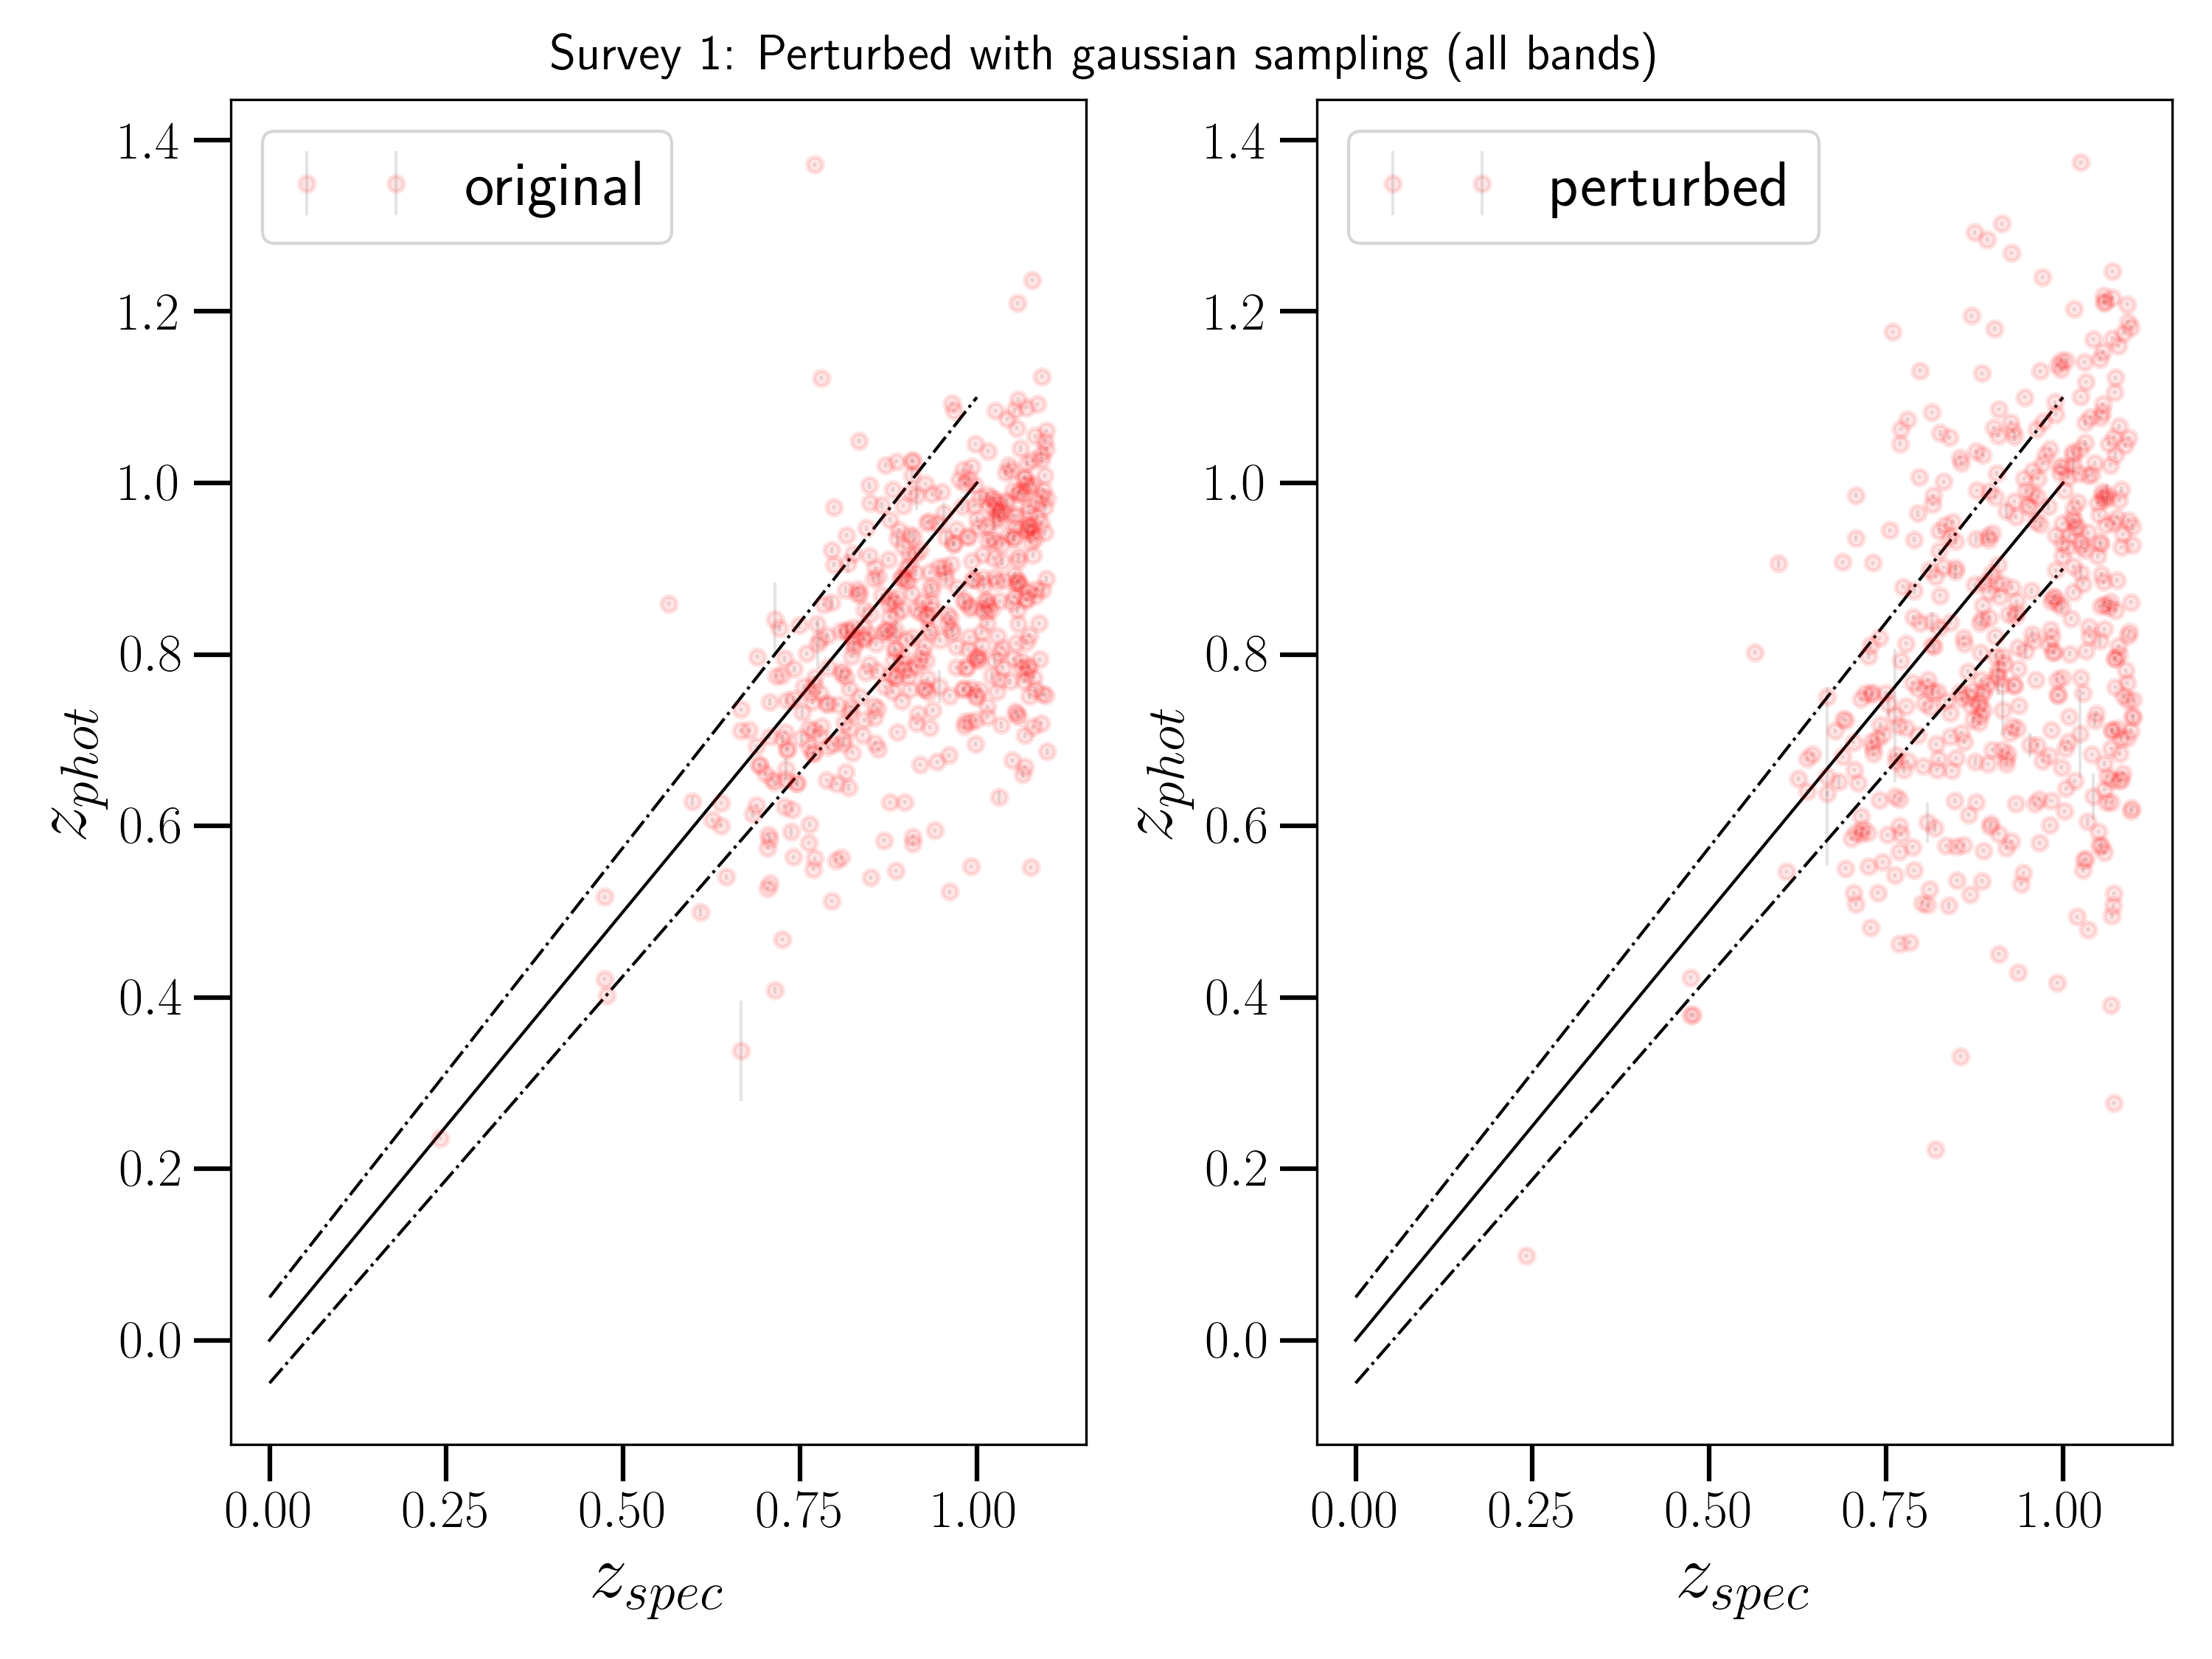 Survey 1: Perturbed with gaussian sampling (all bands)
original
1.4
1.2
1.0
0.8
0.6
0.4
0.2
0.0
z_phot
0.00 0.25 0.50 0.75 1.00
z_spec
perturbed
1.4
1.2
1.0
0.8
0.6
0.4
0.2
0.0
z_phot
0.00 0.25 0.50 0.75 1.00
z_spec